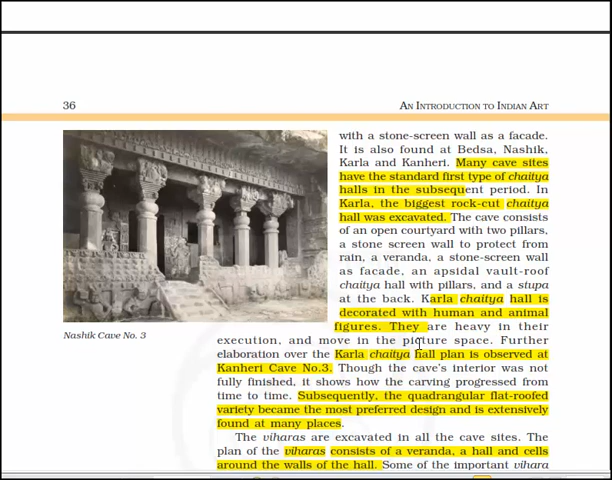 36
AN INTRODUCTION TO INDIAN ART
with a stone-screen wall as a facade.
It is also found at Bedsa, Nashik,
Karla and Kanheri. Many cave sites
have the standard first type of chaitya
halls in the subsequent period. In
Karla, the biggest rock-cut chaitya
hall was excavated. The cave consists
of an open courtyard with two pillars,
a stone screen wall to protect from
rain, a veranda, a stone-screen wall
as facade, an apsidal vault-roof
chaitya hall with pillars, and a stupa
at the back. Karla chaitya hall is
decorated with human and animal
figures. They are heavy in their
execution, and move in the picture space. Further
elaboration over the Karla chaitya hall plan is observed at
Kanheri Cave No.3. Though the cave's interior was not
fully finished, it shows how the carving progressed from
time to time. Subsequently, the quadrangular flat-roofed
variety became the most preferred design and is extensively
found at many places.
The viharas are excavated in all the cave sites. The
plan of the viharas consists of a veranda, a hall and cells
around the walls of the hall. Some of the important vihara
Nashik Cave No. 3